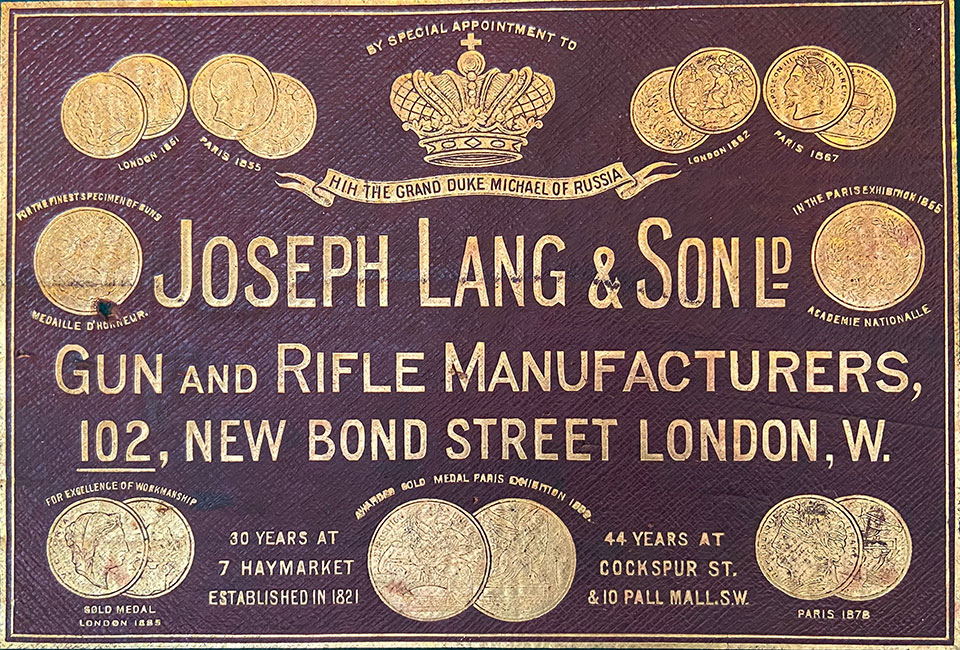 BY SPECIAL APPOINTMENT TO
LONDON 1851
PARIS 1855
LONDON 1862
PARIS 1867
NAPOLEON III
HIH THE GRAND DUKE MICHAEL OF RUSSIA
FOR THE FINEST SPECIMEN OF GUNS
MEDAILLE D'HONNEUR.
IN THE PARIS EXHIBITION 1855
ACADEMIE NATIONALLE
JOSEPH LANG & SON LD
GUN AND RIFLE MANUFACTURERS,
102, NEW BOND STREET LONDON, W.
FOR EXCELLENCE OF WORKMANSHIP
GOLD MEDAL
LONDON 1885
30 YEARS AT
7 HAYMARKET
ESTABLISHED IN 1821
AWARDED GOLD MEDAL PARIS EXHIBITION
44 YEARS AT
COCKSPUR ST.
& 10 PALL MALL.S.W.
PARIS 1878